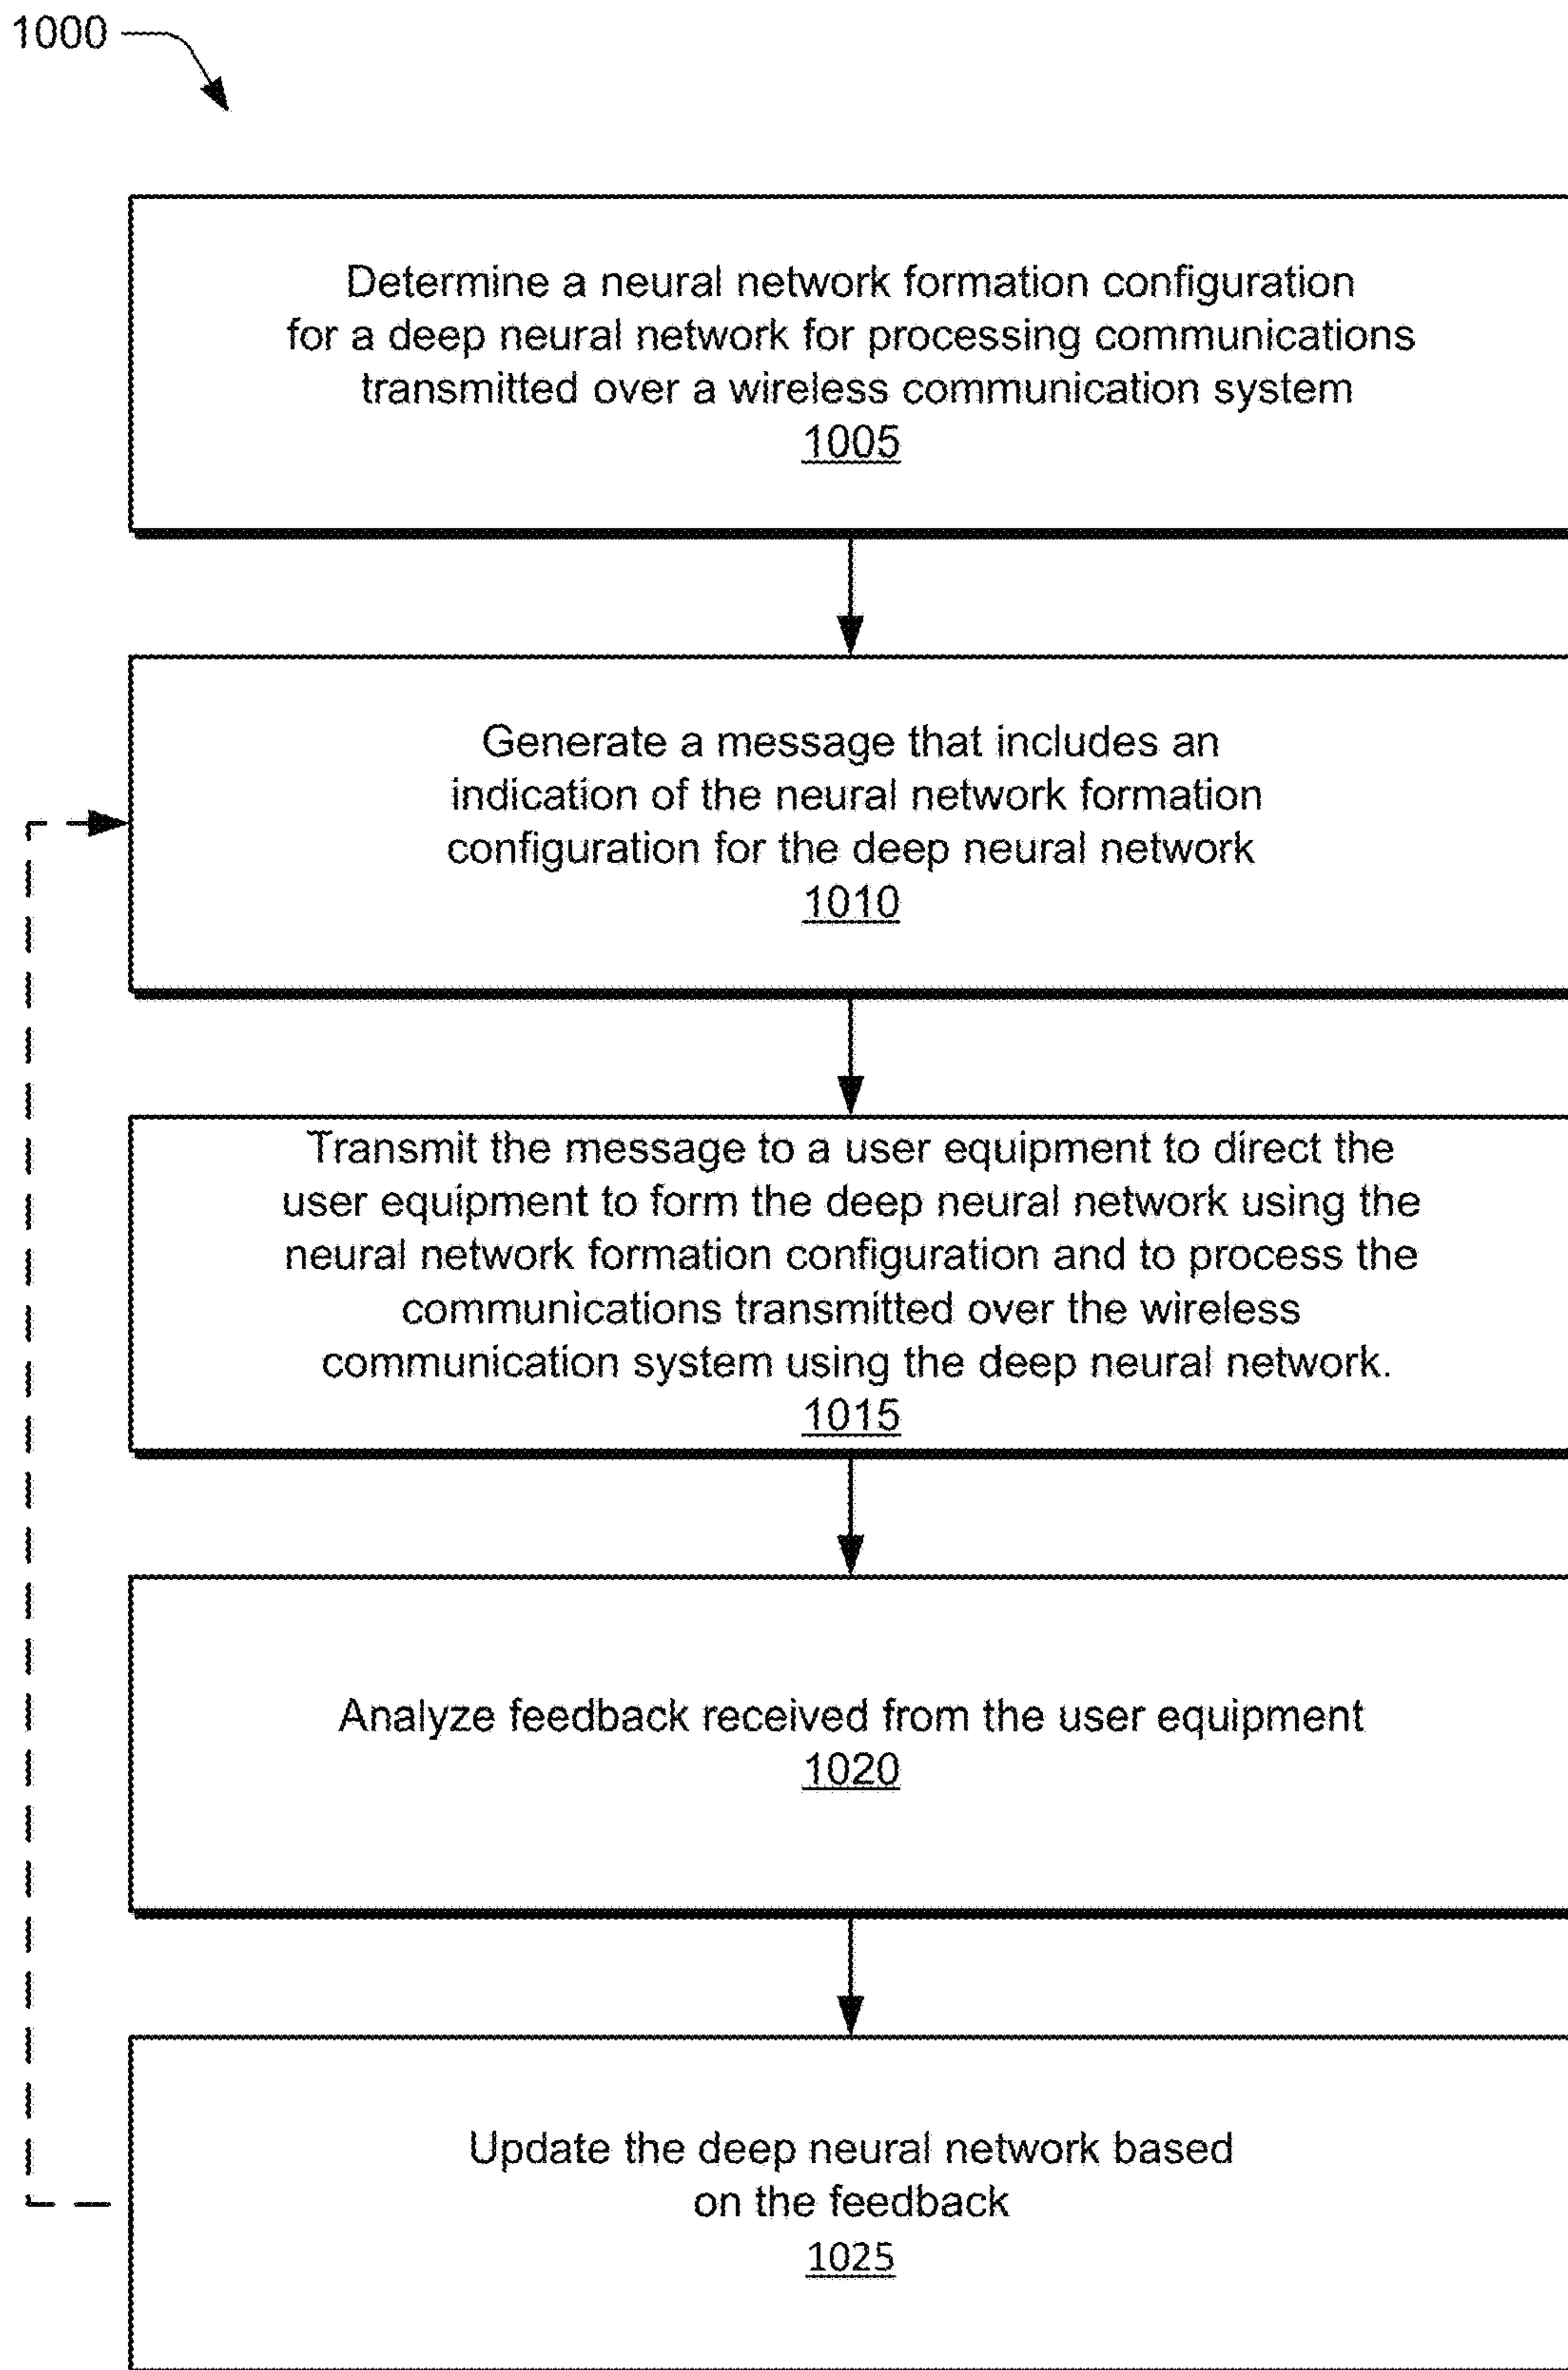 1000
Determine a neural network formation configuration
for a deep neural network for processing communications
transmitted over a wireless communication system
1005
Generate a message that includes an
indication of the neural network formation
configuration for the deep neural network
1010
Transmit the message to a user equipment to direct the
user equipment to form the deep neural network using the
neural network formation configuration and to process the
communications transmitted over the wireless
communication system using the deep neural network.
1015
Analyze feedback received from the user equipment
1020
Update the deep neural network based
on the feedback
1025